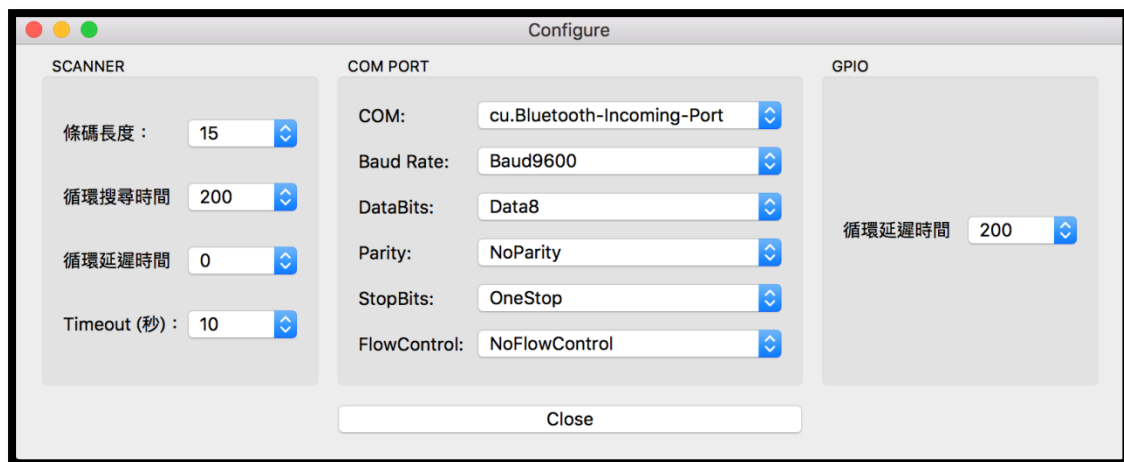 Configure
SCANNER
條碼長度：
15
循環搜尋時間
200
循環延遲時間
0
Timeout (秒)：
10
COM PORT
COM:
cu.Bluetooth-Incoming-Port
Baud Rate:
Baud9600
DataBits:
Data8
Parity:
NoParity
StopBits:
OneStop
FlowControl:
NoFlowControl
GPIO
循環延遲時間
200
Close